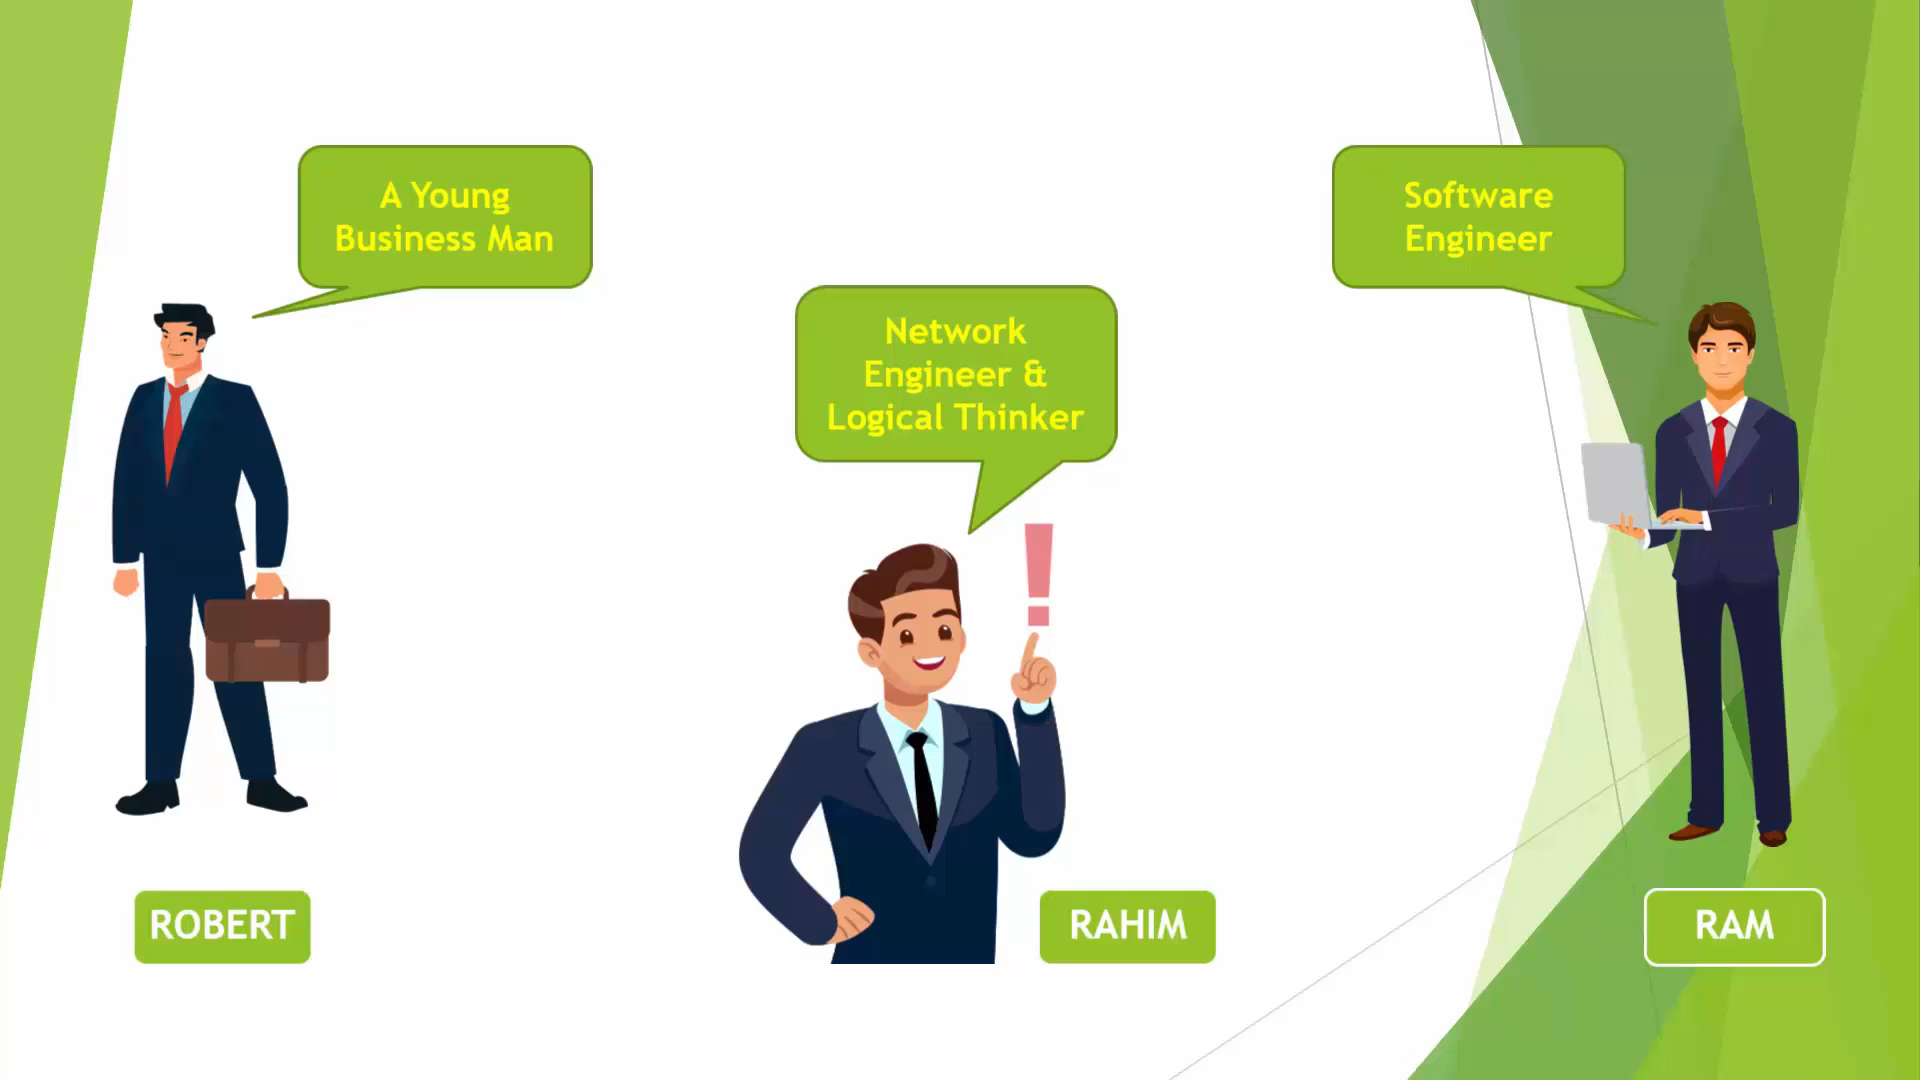 A Young
Business Man
Software
Engineer
Network
Engineer &
Logical Thinker
ROBERT
RAHIM
RAM